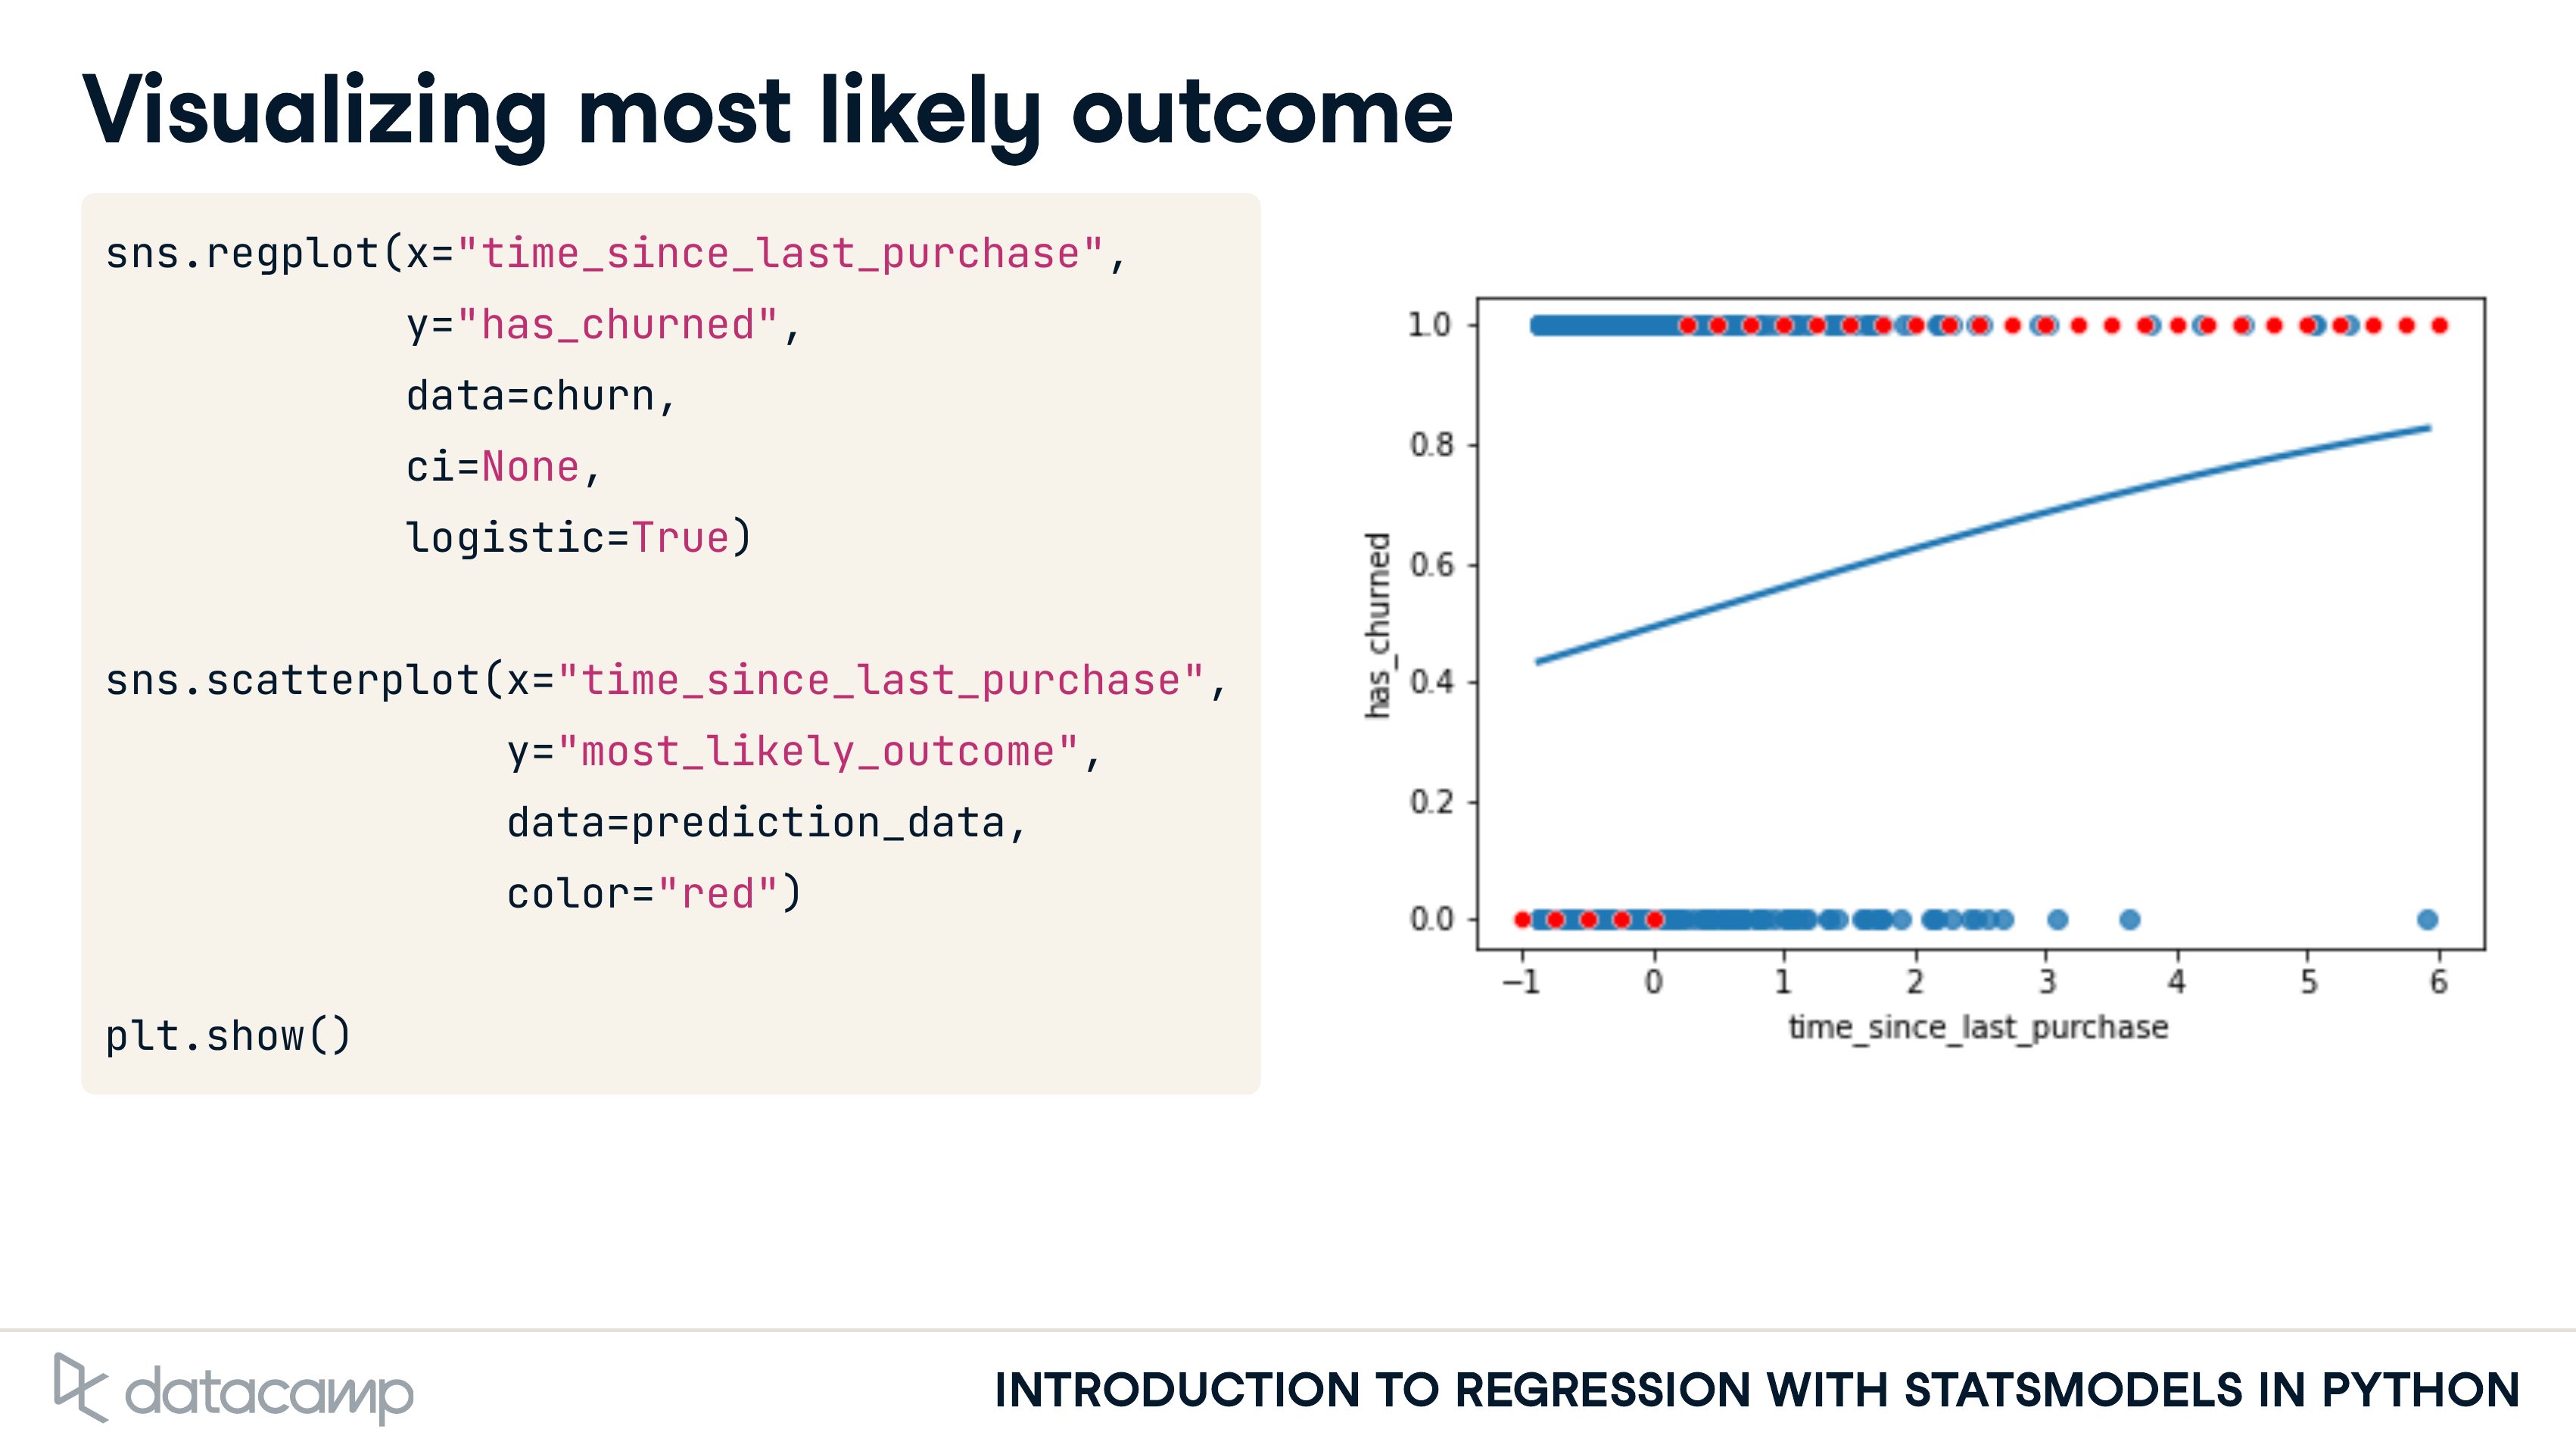 Visualizing most likely outcome
sns.regplot(x="time_since_last_purchase",
            y="has_churned",
            data=churn,
            ci=None,
            logistic=True)
sns.scatterplot(x="time_since_last_purchase",
                y="most_likely_outcome",
                data=prediction_data,
                color="red")
plt.show()
1.0
0.8
0.6
0.4
0.2
0.0
has_churned
−1 0 1 2 3 4 5 6
time_since_last_purchase
datacamp
INTRODUCTION TO REGRESSION WITH STATSMODELS IN PYTHON